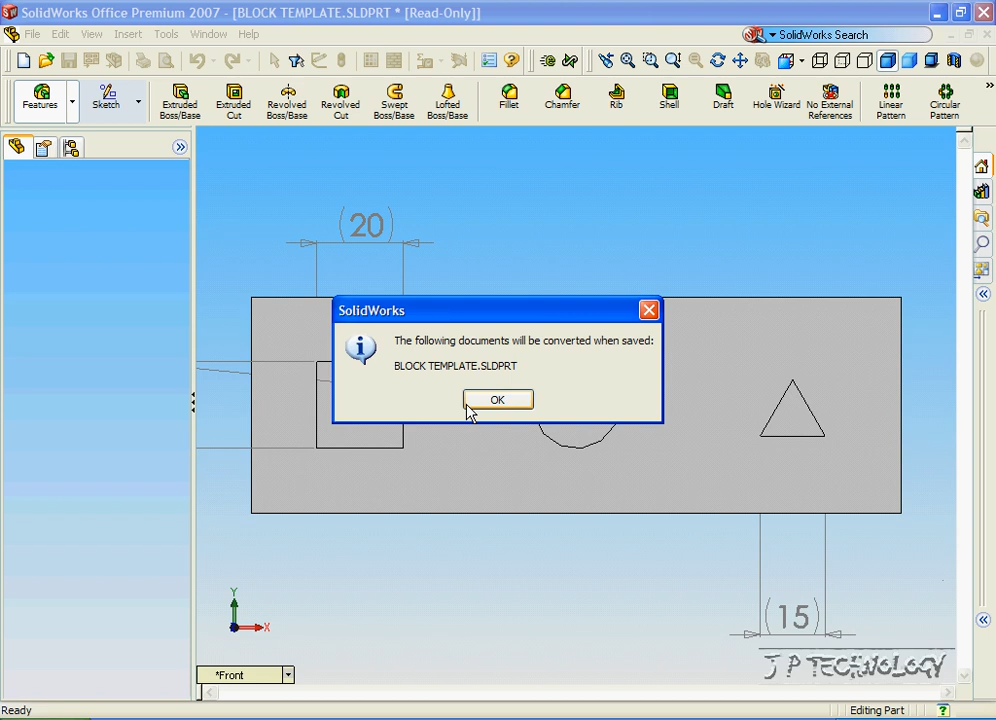 SolidWorks Office Premium 2007 - [BLOCK TEMPLATE.SLDPRT * [Read-Only]]
File Edit View Insert Tools Window Help
SolidWorks Search
Features Sketch Extruded Boss/Base Extruded Cut Revolved Boss/Base Revolved Cut Swept Boss/Base Lofted Boss/Base Fillet Chamfer Rib Shell Draft Hole Wizard No External References Linear Pattern Circular Pattern
(20)
SolidWorks
The following documents will be converted when saved:
BLOCK TEMPLATE.SLDPRT
OK
Y
X
(15)
J P TECHNOLOGY
*Front
Ready
Editing Part